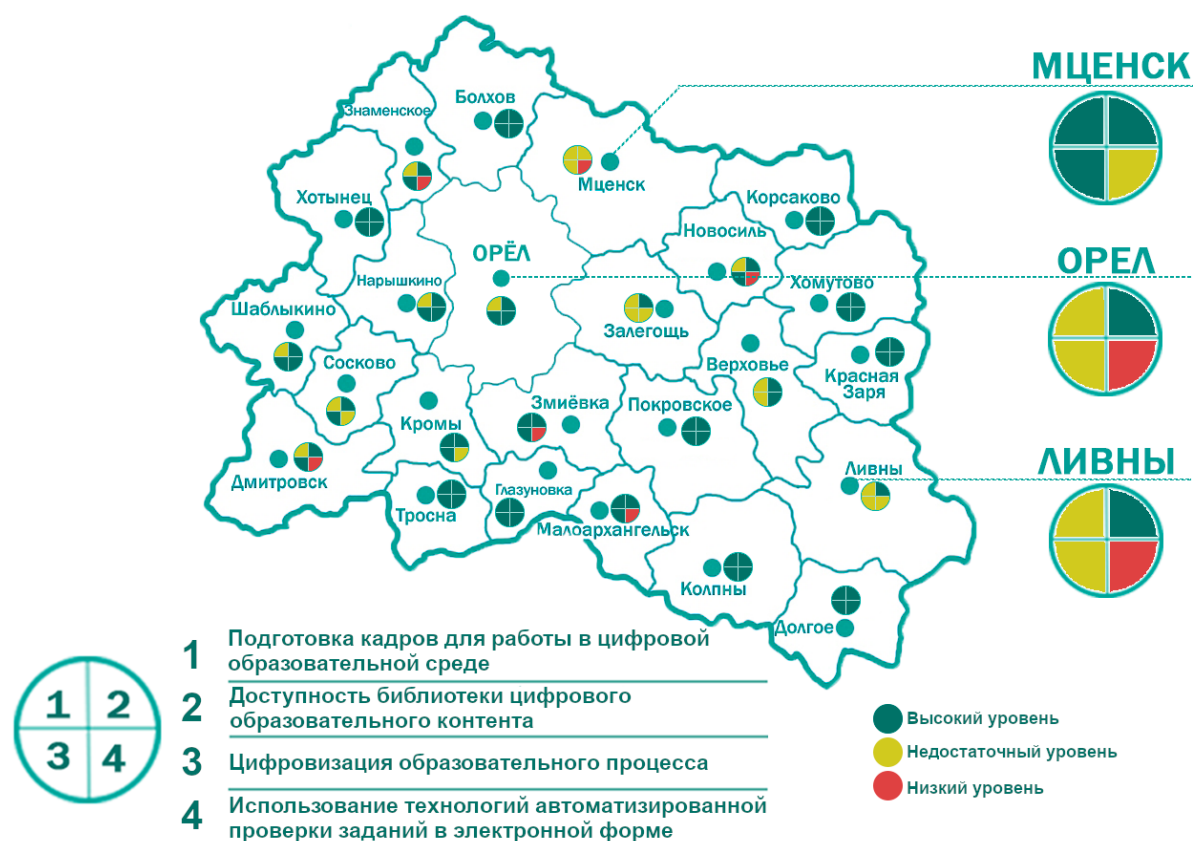 МЦЕНСК
Болхов
Знаменское
Мценск
Хотынец
Корсаково
Новосиль
ОРЁЛ
ОРЕЛ
Нарышкино
Хомутово
Шаблыкино
Залегощь
Сосково
Верховье
Красная
Заря
Змиёвка
Покровское
Кромы
ЛИВНЫ
Ливны
Дмитровск
Глазуновка
Тросна
Малоархангельск
Колпны
Долгое
1 2
3 4
1 Подготовка кадров для работы в цифровой
образовательной среде
2 Доступность библиотеки цифрового
образовательного контента
3 Цифровизация образовательного процесса
4 Использование технологий автоматизированной
проверки заданий в электронной форме
Высокий уровень
Недостаточный уровень
Низкий уровень